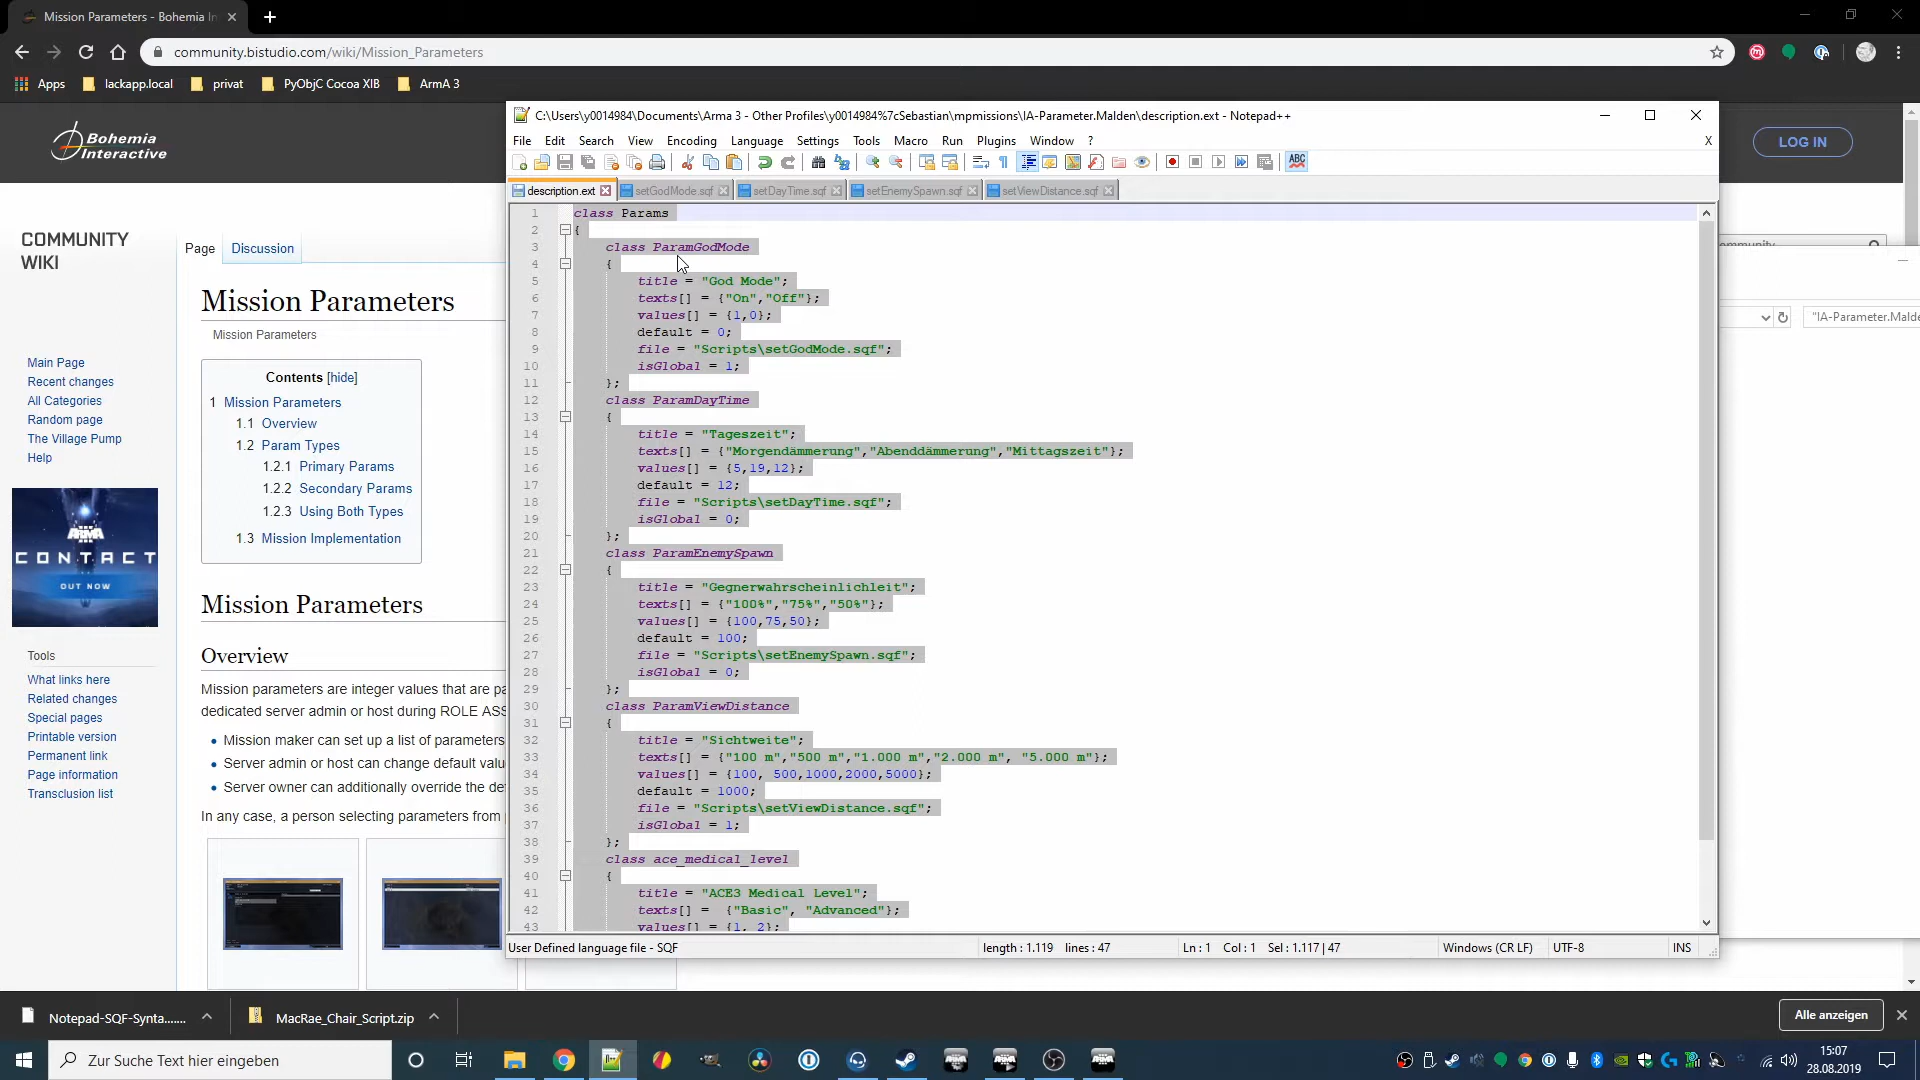 Mission Parameters - Bohemia In
community.bistudio.com/wiki/Mission_Parameters
Apps
lackapp.local
privat
PyObjC Cocoa XIB
ArmA 3
Bohemia
Interactive
LOG IN
COMMUNITY
WIKI
Page
Discussion
Mission Parameters
Mission Parameters
Contents [hide]
1 Mission Parameters
1.1 Overview
1.2 Param Types
1.2.1 Primary Params
1.2.2 Secondary Params
1.2.3 Using Both Types
1.3 Mission Implementation
Main Page
Recent changes
All Categories
Random page
The Village Pump
Help
ARMA
CONTACT
OUT NOW
Tools
What links here
Related changes
Special pages
Printable version
Permanent link
Page information
Transclusion list
Mission Parameters
Overview
Mission parameters are integer values that are pa
dedicated server admin or host during ROLE ASS
Mission maker can set up a list of parameters
Server admin or host can change default valu
Server owner can additionally override the de
In any case, a person selecting parameters from
C:\Users\y0014984\Documents\Arma 3 - Other Profiles\y0014984%7cSebastian\mpmissions\IA-Parameter.Malden\description.ext - Notepad++
File Edit Search View Encoding Language Settings Tools Macro Run Plugins Window ? X
ABC
description.ext
setGodMode.sqf
setDayTime.sqf
setEnemySpawn.sqf
setViewDistance.sqf
1 class Params
2 {
3 class ParamGodMode
4 {
5 title = "God Mode";
6 texts[] = {"On","Off"};
7 values[] = {1,0};
8 default = 0;
9 file = "Scripts\setGodMode.sqf";
10 isGlobal = 1;
11 };
12 class ParamDayTime
13 {
14 title = "Tageszeit";
15 texts[] = {"Morgendämmerung","Abenddämmerung","Mittagszeit"};
16 values[] = {5,19,12};
17 default = 12;
18 file = "Scripts\setDayTime.sqf";
19 isGlobal = 0;
20 };
21 class ParamEnemySpawn
22 {
23 title = "Gegnerwahrscheinlichleit";
24 texts[] = {"100%","75%","50%"};
25 values[] = {100,75,50};
26 default = 100;
27 file = "Scripts\setEnemySpawn.sqf";
28 isGlobal = 0;
29 };
30 class ParamViewDistance
31 {
32 title = "Sichtweite";
33 texts[] = {"100 m","500 m","1.000 m","2.000 m", "5.000 m"};
34 values[] = {100, 500,1000,2000,5000};
35 default = 1000;
36 file = "Scripts\setViewDistance.sqf";
37 isGlobal = 1;
38 };
39 class ace_medical_level
40 {
41 title = "ACE3 Medical Level";
42 texts[] = {"Basic", "Advanced"};
43 values[] = {1, 2};
User Defined language file - SQF
length : 1.119 lines : 47
Ln : 1 Col : 1 Sel : 1.117 | 47
Windows (CR LF)
UTF-8
INS
"IA-Parameter.Malde
Notepad-SQF-Synta......
MacRae_Chair_Script.zip
Alle anzeigen
Zur Suche Text hier eingeben
15:07
28.08.2019